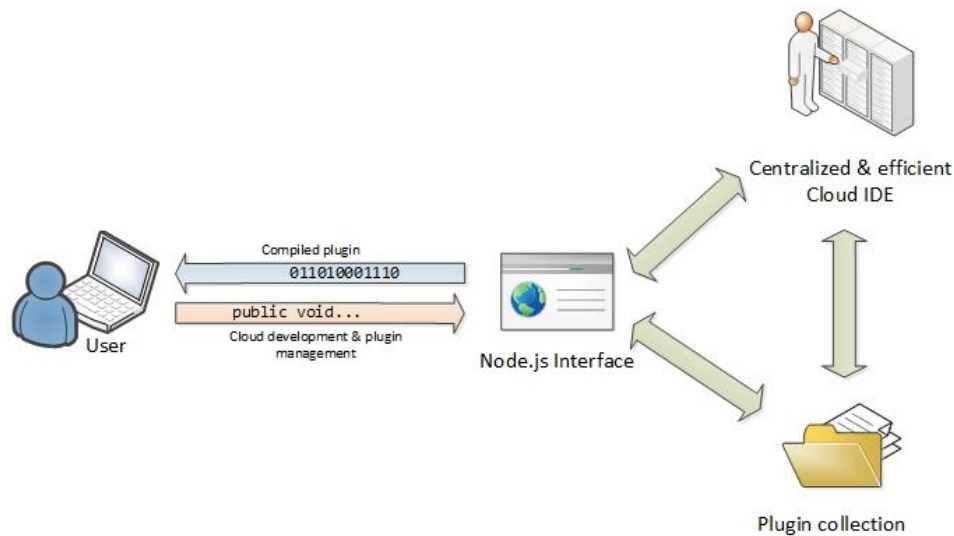 Centralized & efficient
Cloud IDE
Compiled plugin
011010001110
public void...
Cloud development & plugin
management
User
Node.js Interface
Plugin collection